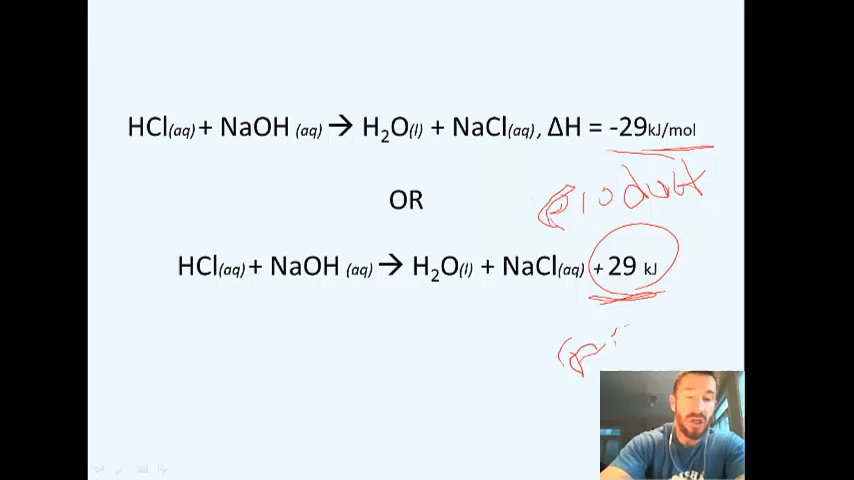 HCl(aq) + NaOH (aq) → H₂O(l) + NaCl(aq), ΔH = -29kJ/mol
product
OR
HCl(aq) + NaOH (aq) → H₂O(l) + NaCl(aq) + 29 kJ